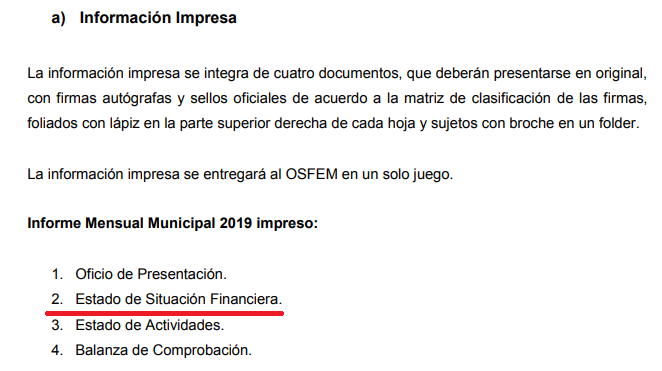 a) Información Impresa
La información impresa se integra de cuatro documentos, que deberán presentarse en original,
con firmas autógrafas y sellos oficiales de acuerdo a la matriz de clasificación de las firmas,
foliados con lápiz en la parte superior derecha de cada hoja y sujetos con broche en un folder.
La información impresa se entregará al OSFEM en un solo juego.
Informe Mensual Municipal 2019 impreso:
1. Oficio de Presentación.
2. Estado de Situación Financiera.
3. Estado de Actividades.
4. Balanza de Comprobación.